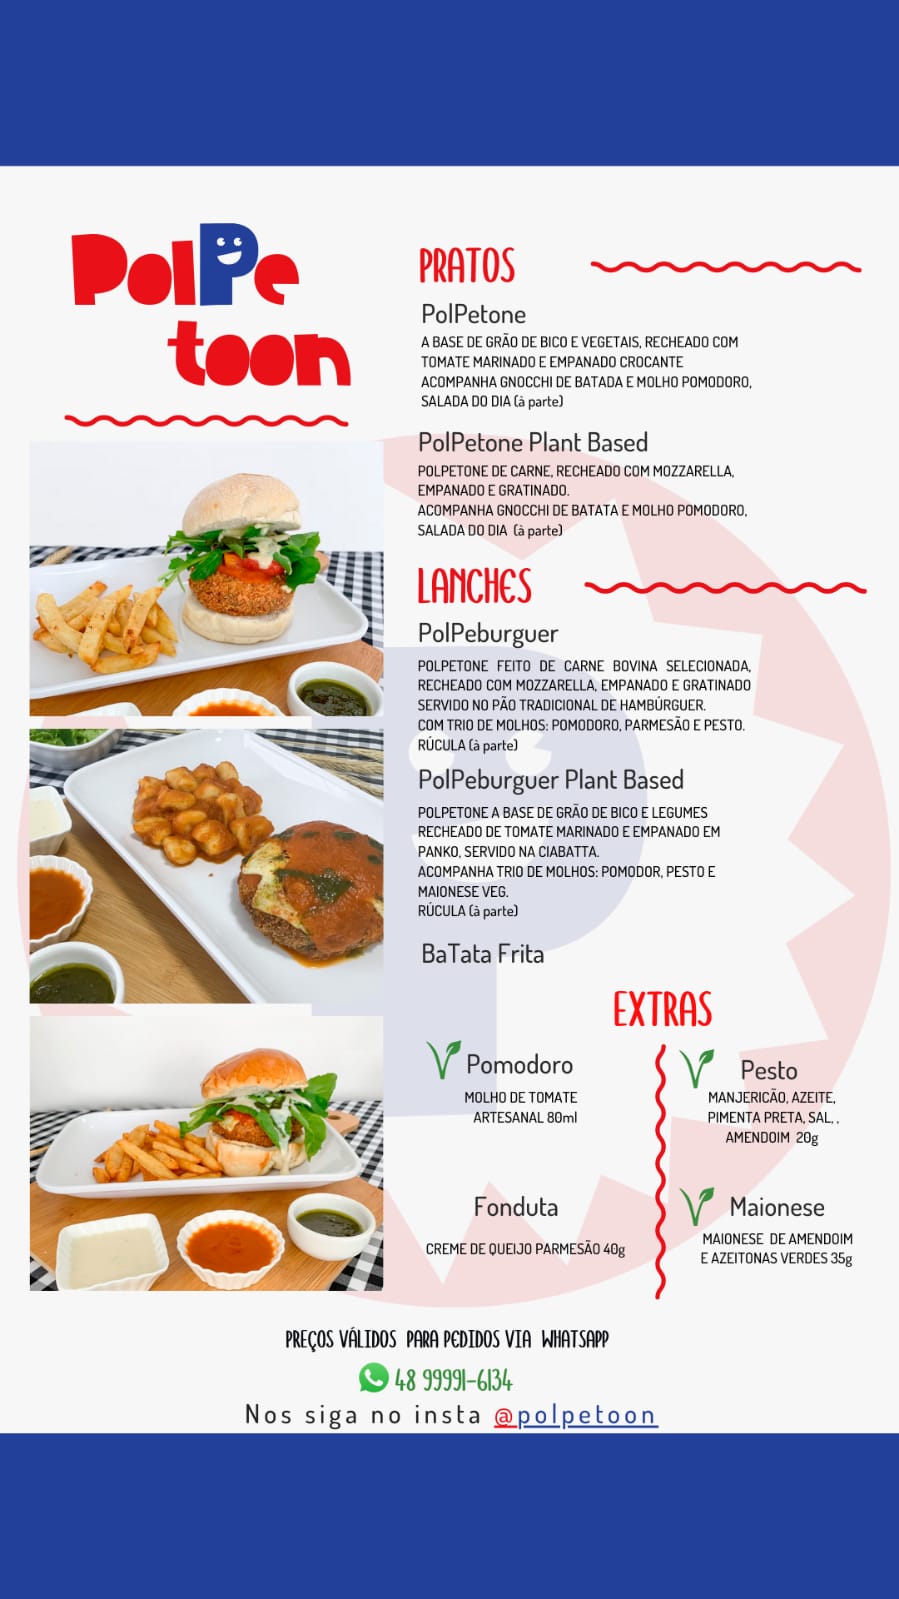 PolPe
toon
PRATOS
PolPetone
A BASE DE GRÃO DE BICO E VEGETAIS, RECHEADO COM
TOMATE MARINADO E EMPANADO CROCANTE
ACOMPANHA GNOCCHI DE BATADA E MOLHO POMODORO,
SALADA DO DIA (à parte)
PolPetone Plant Based
POLPETONE DE CARNE, RECHEADO COM MOZZARELLA,
EMPANADO E GRATINADO.
ACOMPANHA GNOCCHI DE BATATA E MOLHO POMODORO,
SALADA DO DIA (à parte)
LANCHES
PolPeburguer
POLPETONE FEITO DE CARNE BOVINA SELECIONADA,
RECHEADO COM MOZZARELLA, EMPANADO E GRATINADO
SERVIDO NO PÃO TRADICIONAL DE HAMBÚRGUER.
COM TRIO DE MOLHOS: POMODORO, PARMESÃO E PESTO.
RÚCULA (à parte)
PolPeburguer Plant Based
POLPETONE A BASE DE GRÃO DE BICO E LEGUMES
RECHEADO DE TOMATE MARINADO E EMPANADO EM
PANKO, SERVIDO NA CIABATTA.
ACOMPANHA TRIO DE MOLHOS: POMODOR, PESTO E
MAIONESE VEG.
RÚCULA (à parte)
BaTata Frita
EXTRAS
Pomodoro
MOLHO DE TOMATE
ARTESANAL 80ml
Pesto
MANJERICÃO, AZEITE,
PIMENTA PRETA, SAL, ,
AMENDOIM 20g
Fonduta
CREME DE QUEIJO PARMESÃO 40g
Maionese
MAIONESE DE AMENDOIM
E AZEITONAS VERDES 35g
PREÇOS VÁLIDOS PARA PEDIDOS VIA WHATSAPP
48 99991-6134
Nos siga no insta @polpetoon